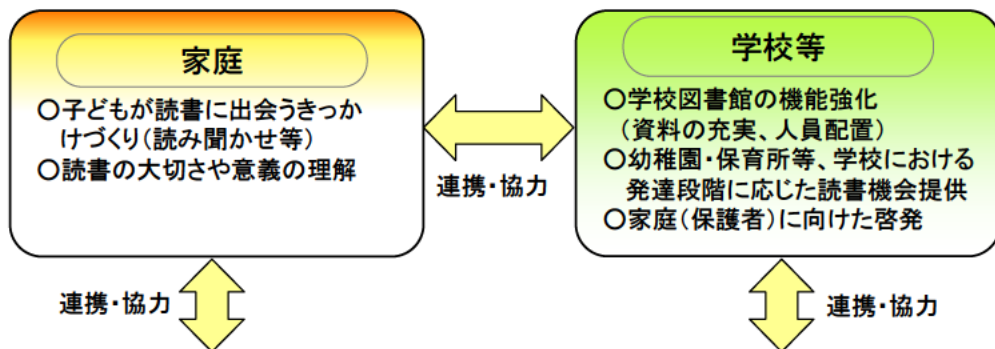 家庭
○子どもが読書に出会うきっか
けづくり(読み聞かせ等)
○読書の大切さや意義の理解
連携・協力
学校等
○学校図書館の機能強化
(資料の充実、人員配置)
○幼稚園・保育所等、学校における
発達段階に応じた読書機会提供
○家庭(保護者)に向けた啓発
連携・協力
連携・協力